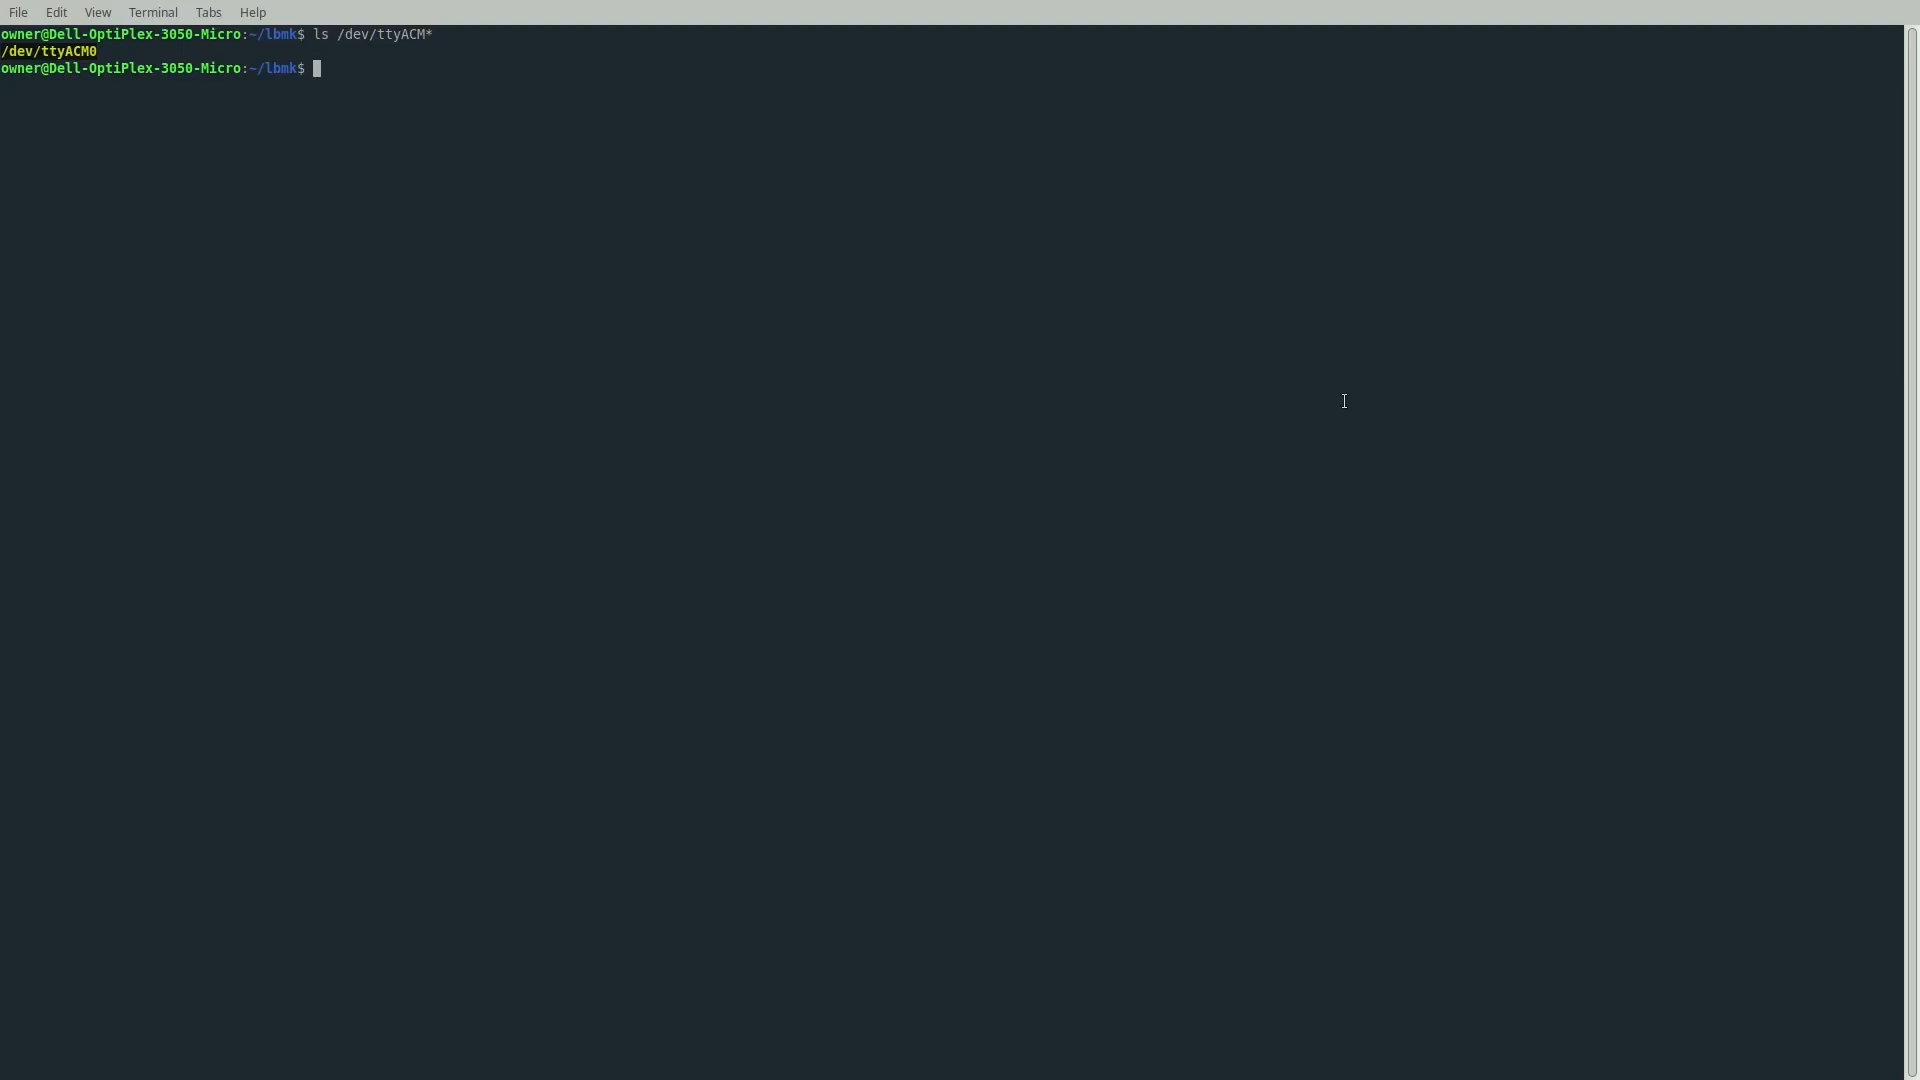 File Edit View Terminal Tabs Help
owner@Dell-OptiPlex-3050-Micro:~/lbmk$ ls /dev/ttyACM*
/dev/ttyACM0
owner@Dell-OptiPlex-3050-Micro:~/lbmk$